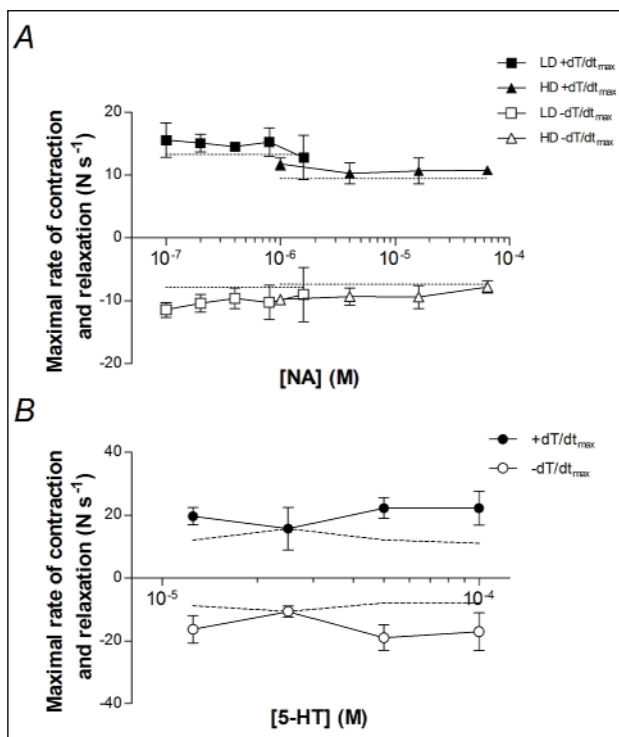 A
LD +dT/dtmax
HD +dT/dtmax
LD -dT/dtmax
HD -dT/dtmax
Maximal rate of contraction
and relaxation (N s-1)
20
10
0
-10
-20
10-7
10-6
10-5
10-4
[NA] (M)
B
+dT/dtmax
-dT/dtmax
Maximal rate of contraction
and relaxation (N s-1)
40
20
0
-20
-40
10-5
10-4
[5-HT] (M)